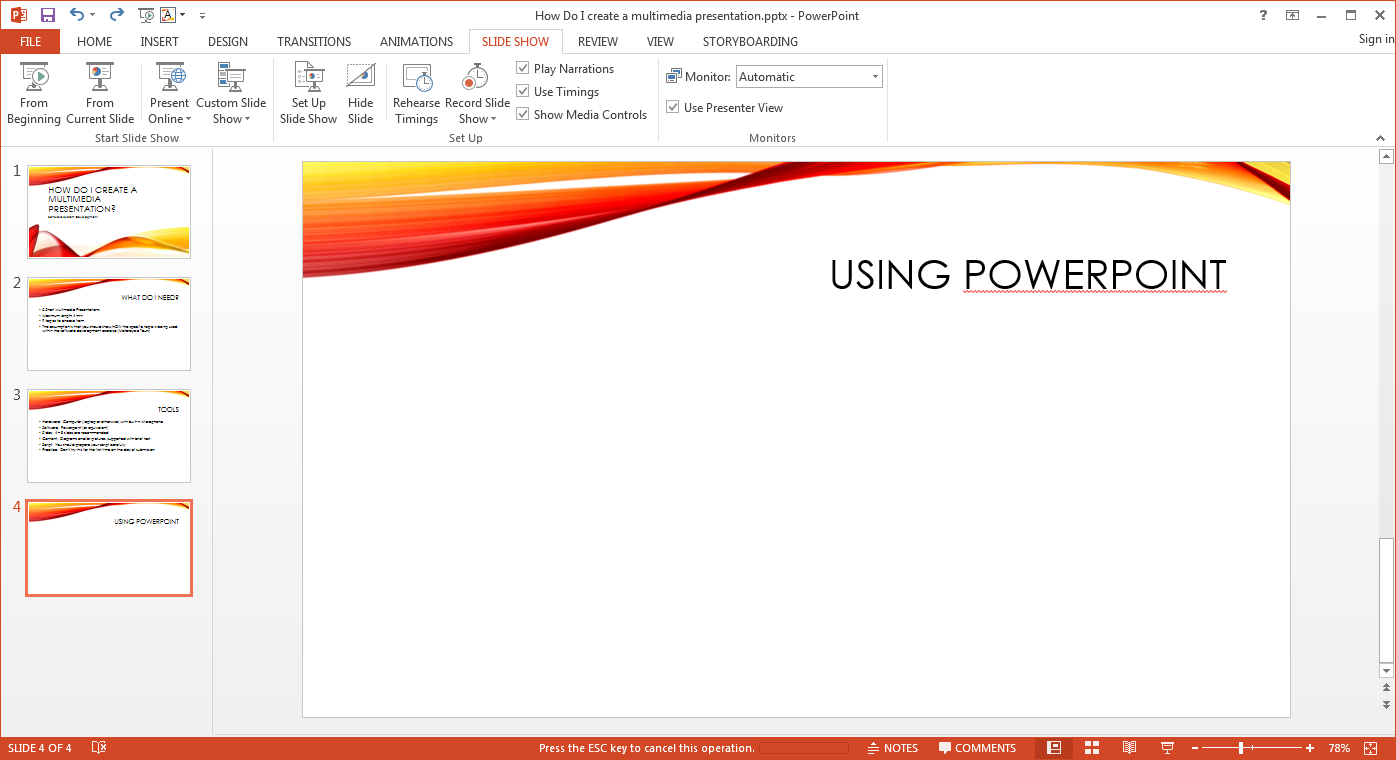 How Do I create a multimedia presentation.pptx - PowerPoint
FILE HOME INSERT DESIGN TRANSITIONS ANIMATIONS SLIDE SHOW REVIEW VIEW STORYBOARDING Sign in
From Beginning
From Current Slide
Present Online
Custom Slide Show
Start Slide Show
Set Up Slide Show
Hide Slide
Rehearse Timings
Record Slide Show
Play Narrations
Use Timings
Show Media Controls
Set Up
Monitor: Automatic
Use Presenter View
Monitors
1
HOW DO I CREATE A
MULTIMEDIA
PRESENTATION?
2
WHAT DO I NEED?
3
TOOLS
4
USING POWERPOINT
USING POWERPOINT
SLIDE 4 OF 4 Press the ESC key to cancel this operation. NOTES COMMENTS 78%